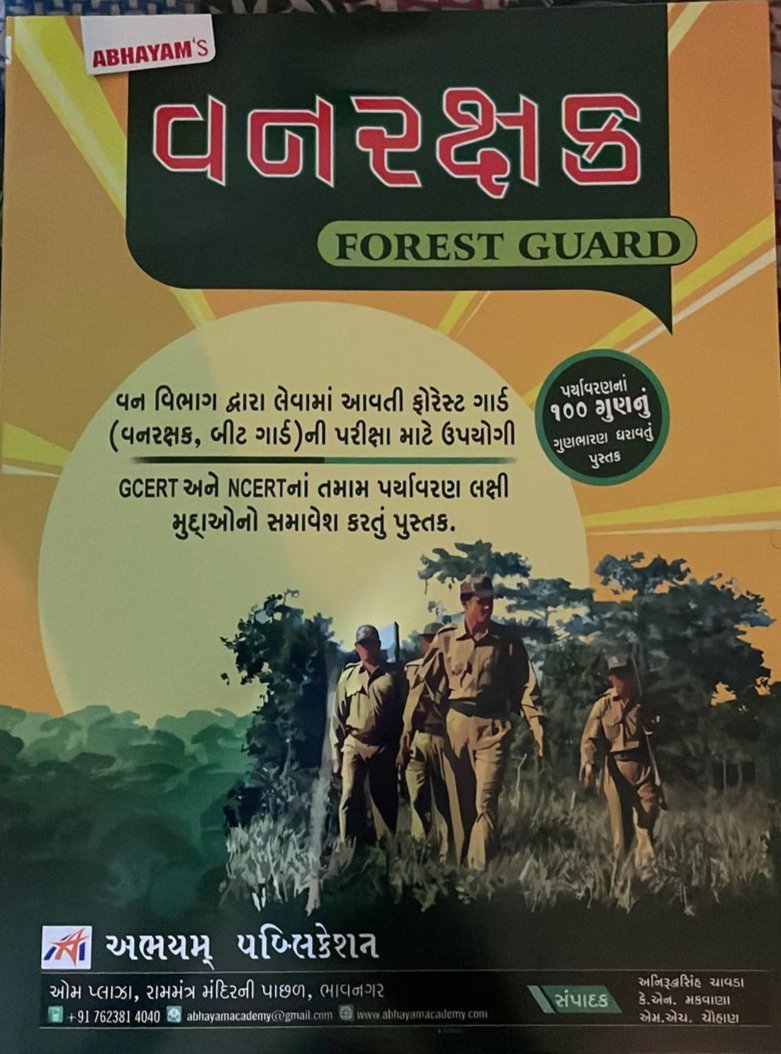 ABHAYAM'S
વનરક્ષક
FOREST GUARD
વન વિભાગ દ્વારા લેવામાં આવતી ફોરેસ્ટ ગાર્ડ
(વનરક્ષક, બીટ ગાર્ડ)ની પરીક્ષા માટે ઉપયોગી
GCERT અને NCERTનાં તમામ પર્યાવરણ લક્ષી
મુદ્દાઓનો સમાવેશ કરતું પુસ્તક.
પર્યાવરણનાં
૧૦૦ ગુણનું
ગુણભારણ ધરાવતું
પુસ્તક
અભયમ્ પબ્લિકેશન
ઓમ પ્લાઝા, રામમંત્ર મંદિરની પાછળ, ભાવનગર
+91 762381 4040 abhayamacademy@gmail.com www.abhayamacademy.com
સંપાદક
અનિરૂદ્ધસિંહ ચાવડા
કે.એન. મકવાણા
એમ.એચ. ચૌહાણ